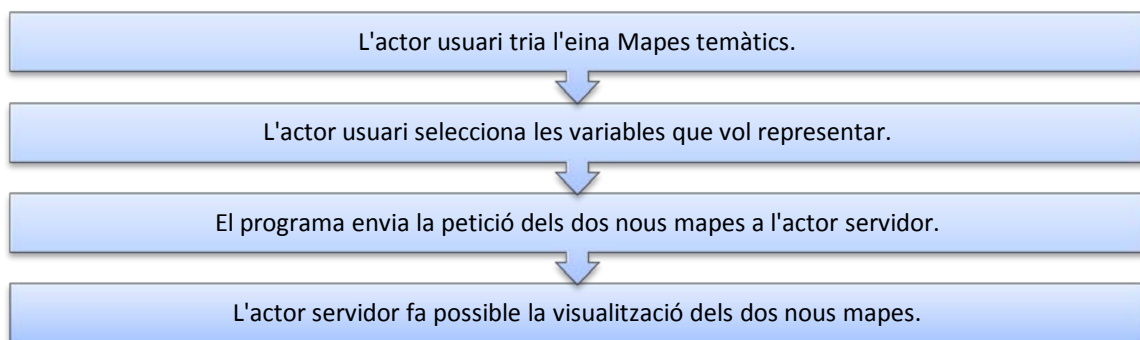 L'actor usuari tria l'eina Mapes temàtics.
L'actor usuari selecciona les variables que vol representar.
El programa envia la petició dels dos nous mapes a l'actor servidor.
L'actor servidor fa possible la visualització dels dos nous mapes.